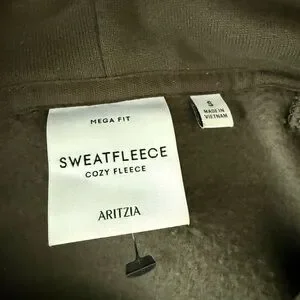 MEGA FIT
SWEATFLEECE
COZY FLEECE
ARITZIA
S
MADE IN
VIETNAM